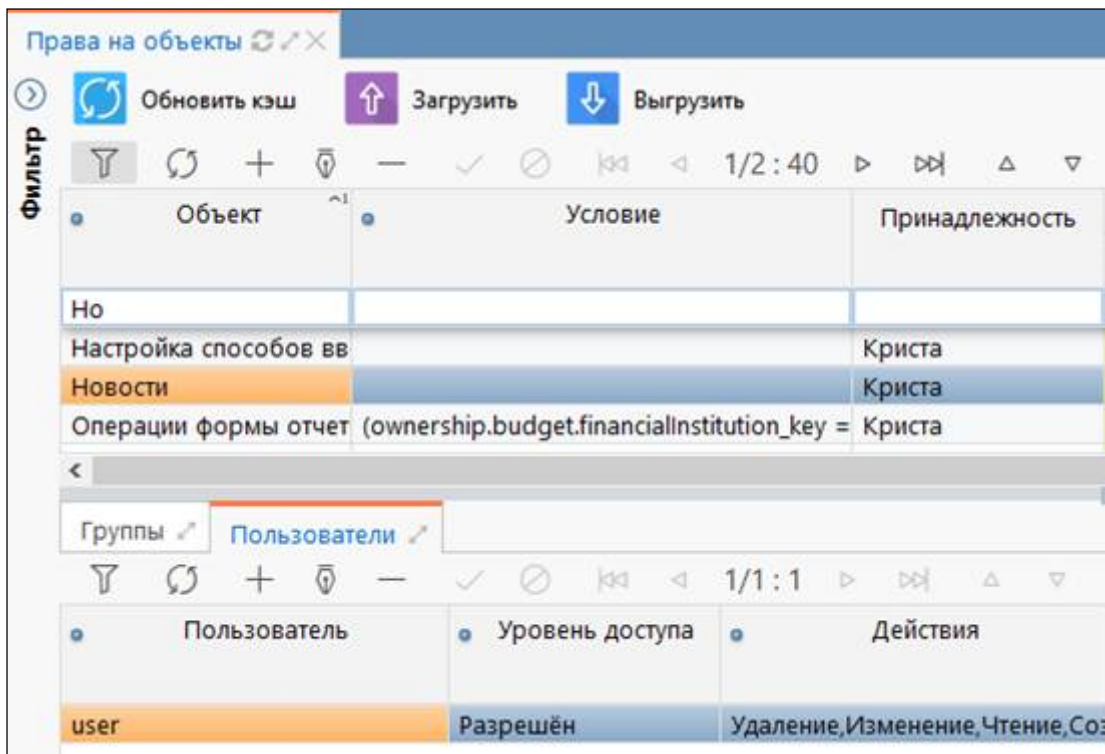 Права на объекты
Фильтр
Обновить кэш Загрузить Выгрузить
1/2 : 40
Объект 1 Условие Принадлежность
Но
Настройка способов вв Криста
Новости Криста
Операции формы отчет (ownership.budget.financialInstitution_key = Криста
Группы Пользователи
1/1 : 1
Пользователь Уровень доступа Действия
user Разрешён Удаление,Изменение,Чтение,Соз